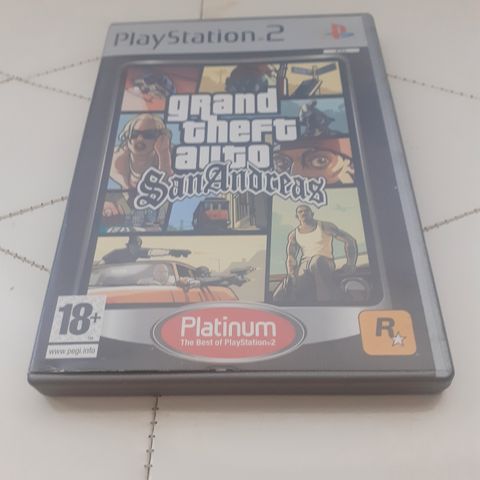 PlayStation®2
grand
theft
auto
San Andreas
18+
www.pegi.info
Platinum
The Best of PlayStation®2
R